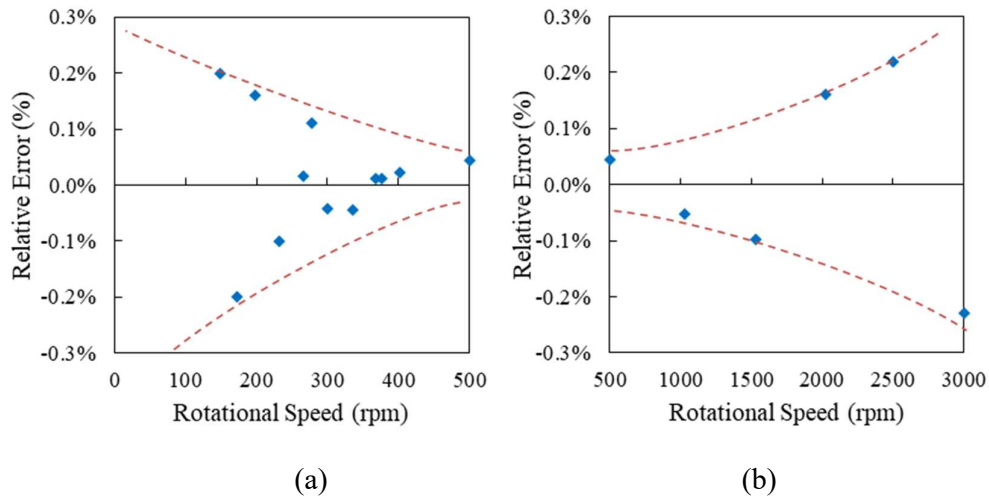 0.3%
0.2%
0.1%
0.0%
-0.1%
-0.2%
-0.3%
Relative Error (%)
0 100 200 300 400 500
Rotational Speed (rpm)
(a)
0.3%
0.2%
0.1%
0.0%
-0.1%
-0.2%
-0.3%
Relative Error (%)
500 1000 1500 2000 2500 3000
Rotational Speed (rpm)
(b)